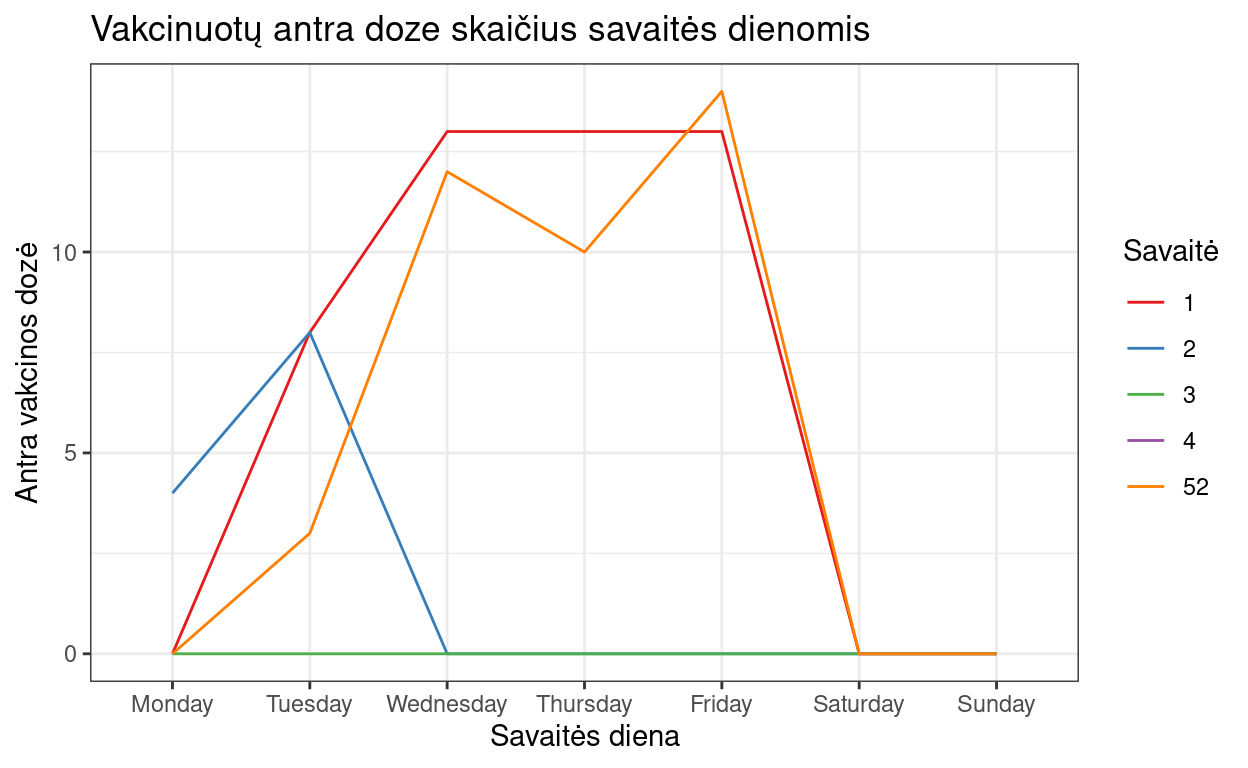 Vakcinuotų antra doze skaičius savaitės dienomis
Antra vakcinos dozė
10
5
0
Monday Tuesday Wednesday Thursday Friday Saturday Sunday
Savaitės diena
Savaitė
1
2
3
4
52